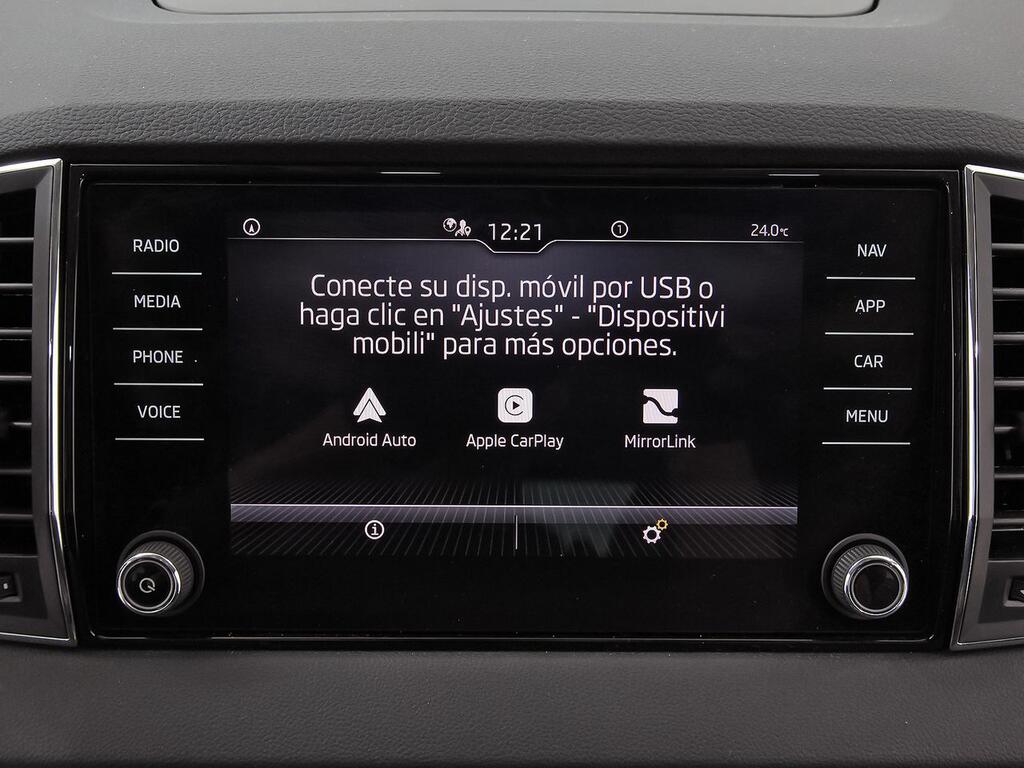 12:21
1
24.0°C
RADIO
MEDIA
PHONE
VOICE
Conecte su disp. móvil por USB o
haga clic en "Ajustes" - "Dispositivi
mobili" para más opciones.
Android Auto
Apple CarPlay
MirrorLink
NAV
APP
CAR
MENU